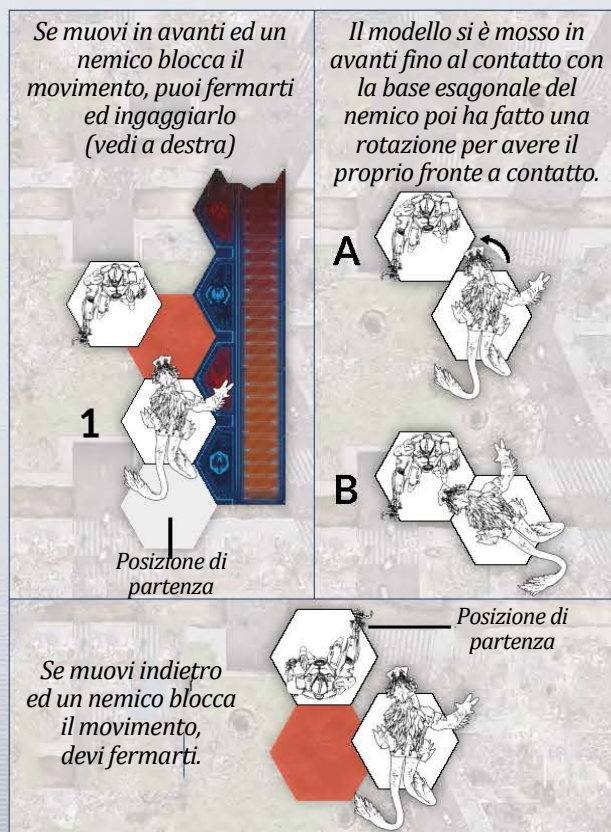 Se muovi in avanti ed un
nemico blocca il
movimento, puoi fermarti
ed ingaggiarlo
(vedi a destra)
1
Posizione di
partenza
Il modello si è mosso in
avanti fino al contatto con
la base esagonale del
nemico poi ha fatto una
rotazione per avere il
proprio fronte a contatto.
A
B
Se muovi indietro
ed un nemico blocca
il movimento,
devi fermarti.
Posizione di
partenza